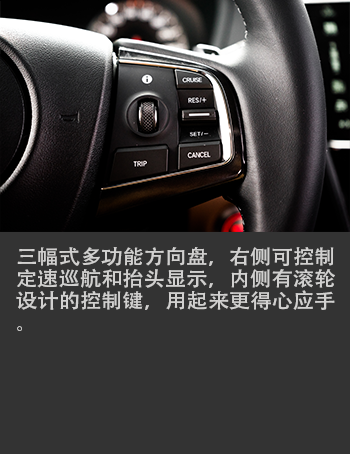 CRUISE
RES/+
SET/−
TRIP
CANCEL
三幅式多功能方向盘，右侧可控制
定速巡航和抬头显示，内侧有滚轮
设计的控制键，用起来更得心应手
。